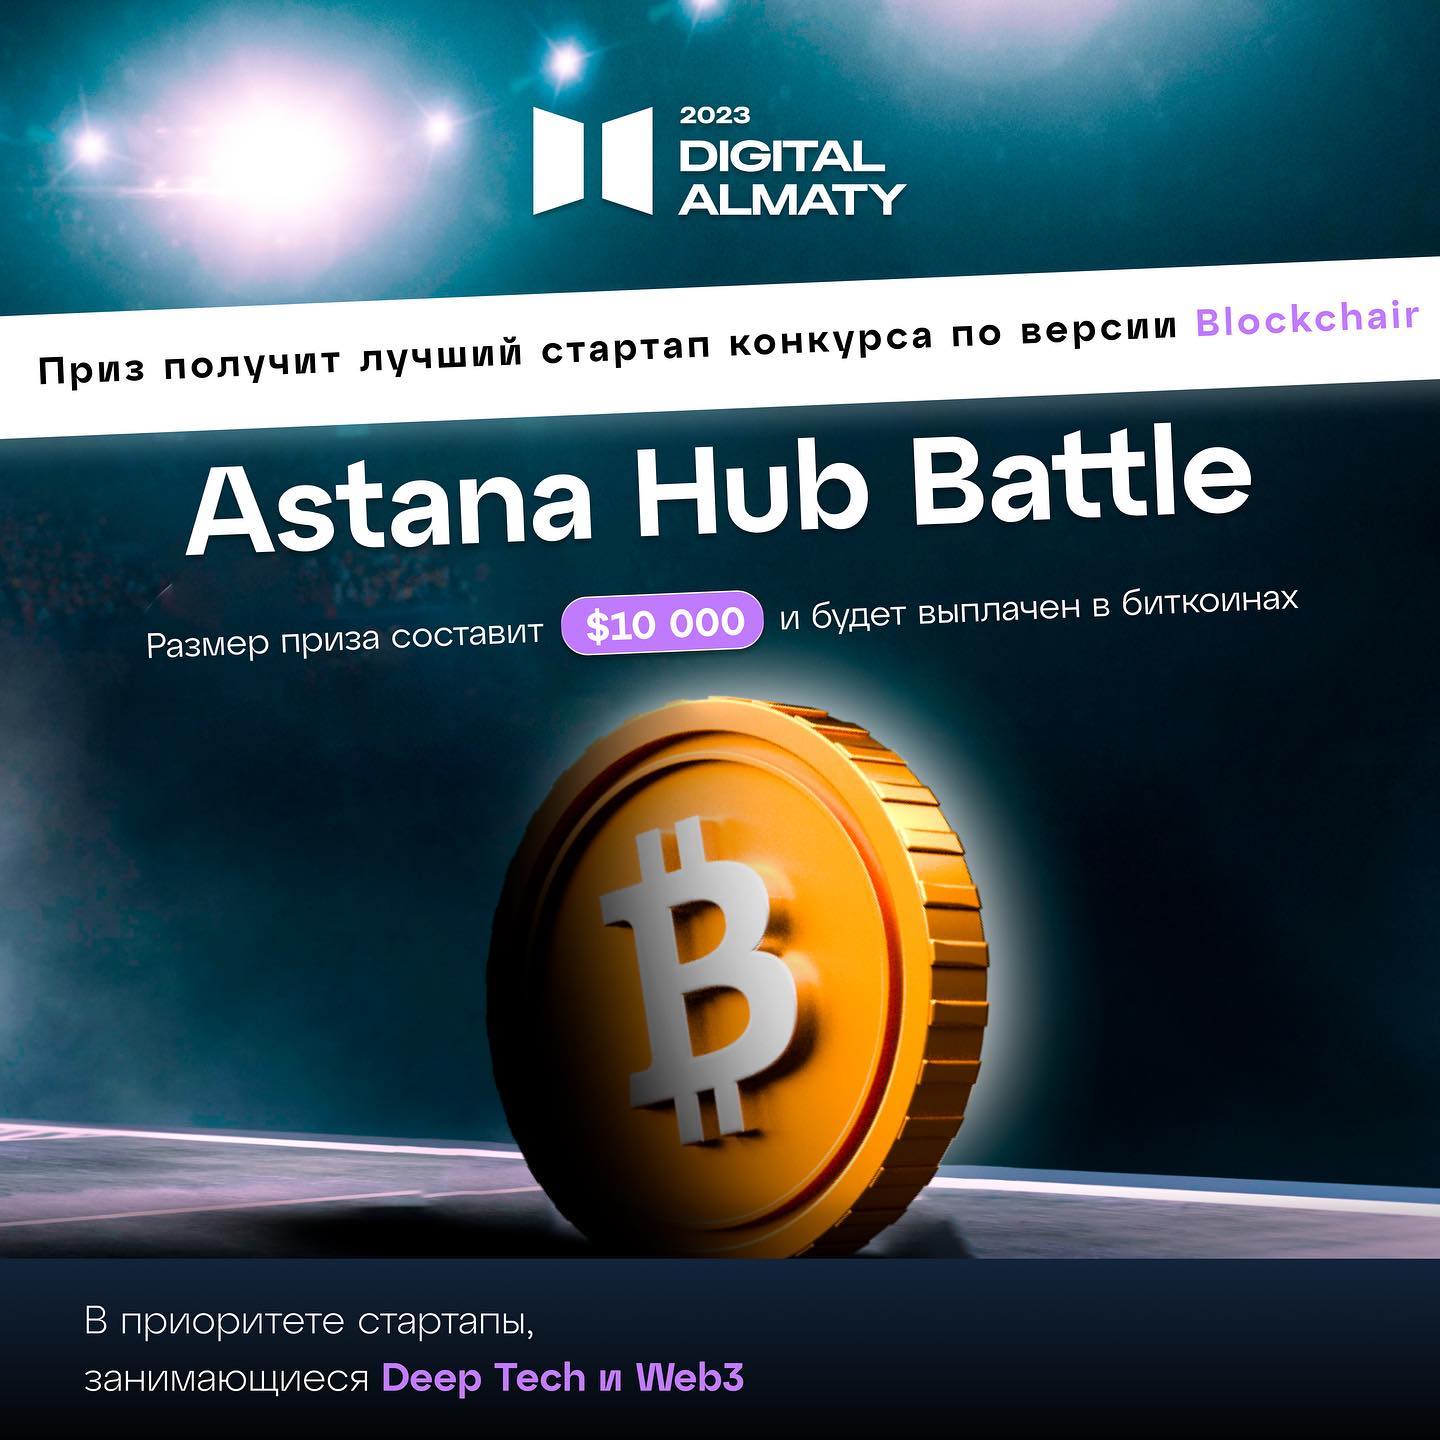 2023
DIGITAL
ALMATY
Приз получит лучший стартап конкурса по версии Blockchair
Astana Hub Battle
Размер приза составит $10 000 и будет выплачен в биткоинах
В приоритете стартапы,
занимающиеся Deep Tech и Web3